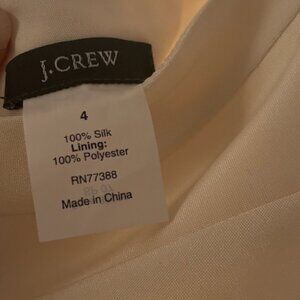 J.CREW
4
100% Silk
Lining:
100% Polyester
RN77388
Made in China